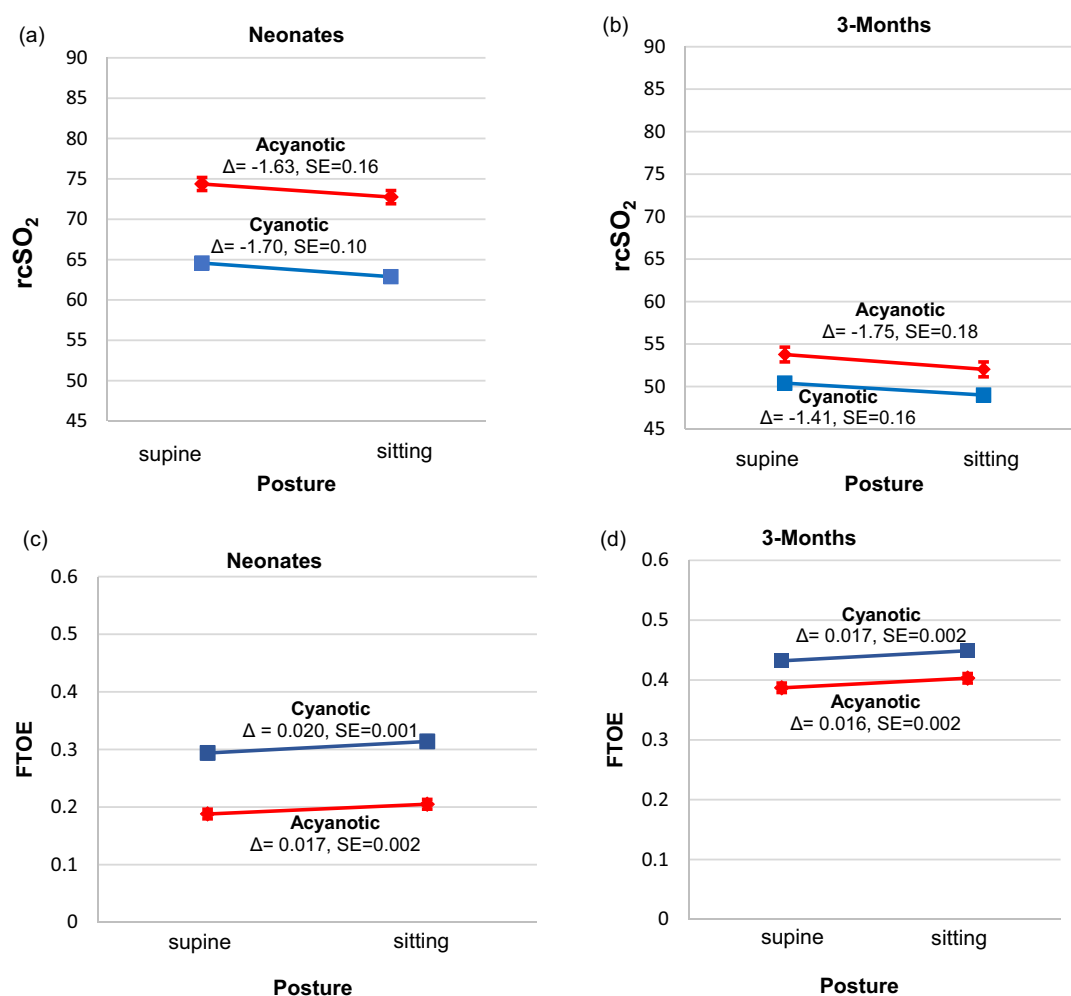 (a)
Neonates
90
85
80
75
70
65
60
55
50
45
rcSO₂
Acyanotic
Δ= -1.63, SE=0.16
Cyanotic
Δ= -1.70, SE=0.10
supine
sitting
Posture
(b)
3-Months
90
85
80
75
70
65
60
55
50
45
rcSO₂
Acyanotic
Δ= -1.75, SE=0.18
Cyanotic
Δ= -1.41, SE=0.16
supine
sitting
Posture
(c)
Neonates
0.6
0.5
0.4
0.3
0.2
0.1
0
FTOE
Cyanotic
Δ = 0.020, SE=0.001
Acyanotic
Δ= 0.017, SE=0.002
supine
sitting
Posture
(d)
3-Months
0.6
0.5
0.4
0.3
0.2
0.1
0
FTOE
Cyanotic
Δ= 0.017, SE=0.002
Acyanotic
Δ= 0.016, SE=0.002
supine
sitting
Posture